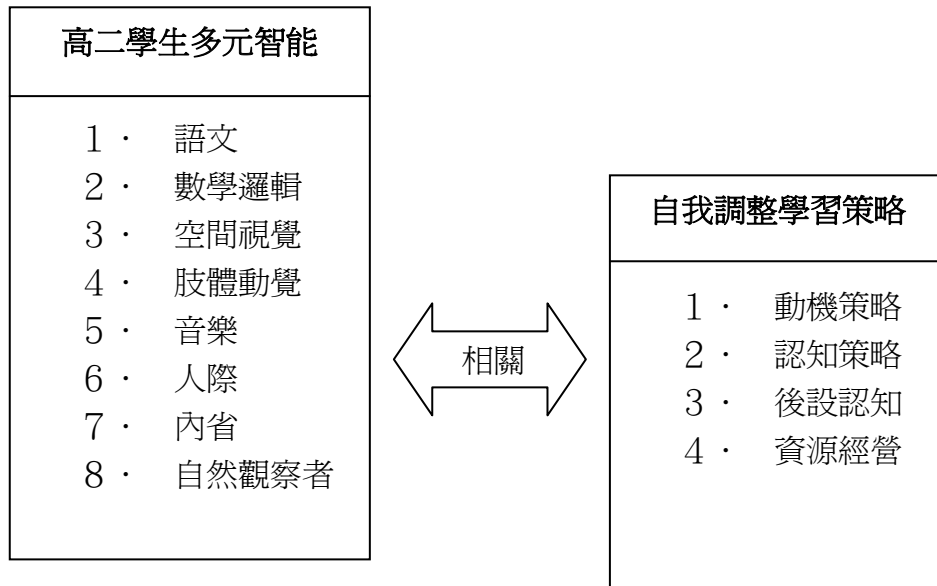 高二學生多元智能
1． 語文
2． 數學邏輯
3． 空間視覺
4． 肢體動覺
5． 音樂
6． 人際
7． 內省
8． 自然觀察者
相關
自我調整學習策略
1． 動機策略
2． 認知策略
3． 後設認知
4． 資源經營